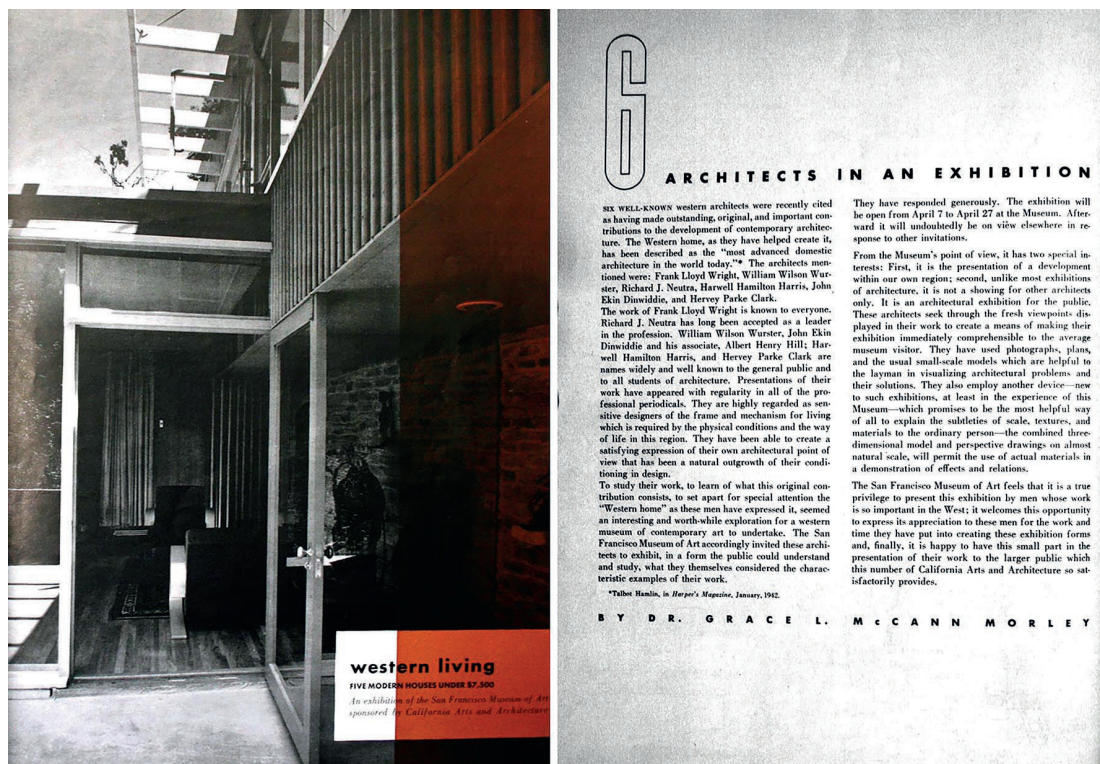 western living
FIVE MODERN HOUSES UNDER $7,500
An exhibition of the San Francisco Museum of Art
sponsored by California Arts and Architecture
6
ARCHITECTS IN AN EXHIBITION
SIX WELL-KNOWN western architects were recently cited
as having made outstanding, original, and important con-
tributions to the development of contemporary architec-
ture. The Western home, as they have helped create it,
has been described as the "most advanced domestic
architecture in the world today."* The architects men-
tioned were: Frank Lloyd Wright, William Wilson Wur-
ster, Richard J. Neutra, Harwell Hamilton Harris, John
Ekin Dinwiddie, and Hervey Parke Clark.
The work of Frank Lloyd Wright is known to everyone.
Richard J. Neutra has long been accepted as a leader
in the profession. William Wilson Wurster, John Ekin
Dinwiddie and his associate, Albert Henry Hill; Har-
well Hamilton Harris, and Hervey Parke Clark are
names widely and well known to the general public and
to all students of architecture. Presentations of their
work have appeared with regularity in all of the pro-
fessional periodicals. They are highly regarded as sen-
sitive designers of the frame and mechanism for living
which is required by the physical conditions and the way
of life in this region. They have been able to create a
satisfying expression of their own architectural point of
view that has been a natural outgrowth of their condi-
tioning in design.
To study their work, to learn of what this original con-
tribution consists, to set apart for special attention the
"Western home" as these men have expressed it, seemed
an interesting and worth-while exploration for a western
museum of contemporary art to undertake. The San
Francisco Museum of Art accordingly invited these archi-
tects to exhibit, in a form the public could understand
and study, what they themselves considered the charac-
teristic examples of their work.
*Talbot Hamlin, in Harper's Magazine, January, 1942.
They have responded generously. The exhibition will
be open from April 7 to April 27 at the Museum. After-
ward it will undoubtedly be on view elsewhere in re-
sponse to other invitations.
From the Museum's point of view, it has two special in-
terests: First, it is the presentation of a development
within our own region; second, unlike most exhibitions
of architecture, it is not a showing for other architects
only. It is an architectural exhibition for the public.
These architects seek through the fresh viewpoints dis-
played in their work to create a means of making their
exhibition immediately comprehensible to the average
museum visitor. They have used photographs, plans,
and the usual small-scale models which are helpful to
the layman in visualizing architectural problems and
their solutions. They also employ another device—new
to such exhibitions, at least in the experience of this
Museum—which promises to be the most helpful way
of all to explain the subtleties of scale, textures, and
materials to the ordinary person—the combined three-
dimensional model and perspective drawings on almost
natural scale, will permit the use of actual materials in
a demonstration of effects and relations.
The San Francisco Museum of Art feels that it is a true
privilege to present this exhibition by men whose work
is so important in the West; it welcomes this opportunity
to express its appreciation to these men for the work and
time they have put into creating these exhibition forms
and, finally, it is happy to have this small part in the
presentation of their work to the larger public which
this number of California Arts and Architecture so sat-
isfactorily provides.
BY DR. GRACE L. McCANN MORLEY